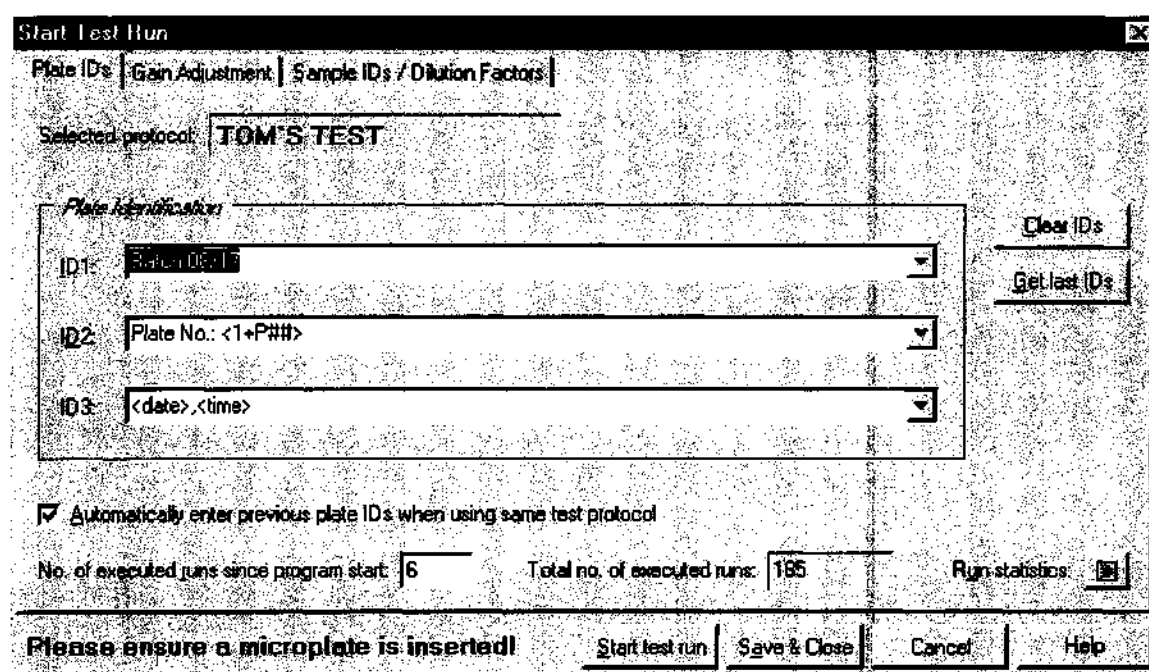 Start Test Run
Plate IDs Gain Adjustment Sample IDs / Dilution Factors
Selected protocol: TOM'S TEST
Plate Identification
Clear IDs
ID1:
Get last IDs
ID2: Plate No.: <1+P##>
ID3: <date>,<time>
Automatically enter previous plate IDs when using same test protocol
No. of executed runs since program start: 6 Total no. of executed runs: 185 Run statistics:
Please ensure a microplate is inserted! Start test run Save & Close Cancel Help